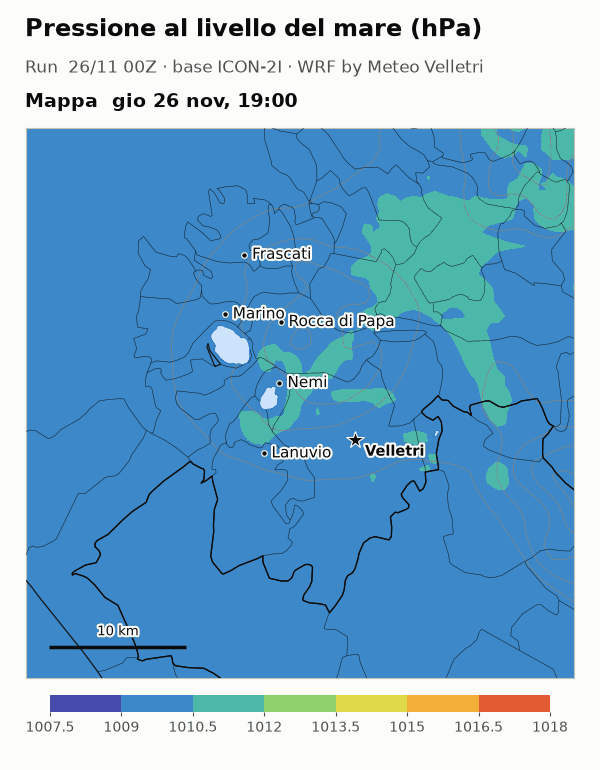 Pressione al livello del mare (hPa)
Run  26/11 00Z · base ICON-2I · WRF by Meteo Velletri
Mappa  gio 26 nov, 19:00
Frascati
Marino
Rocca di Papa
Nemi
Velletri
Lanuvio
10 km
1007.5 1009 1010.5 1012 1013.5 1015 1016.5 1018